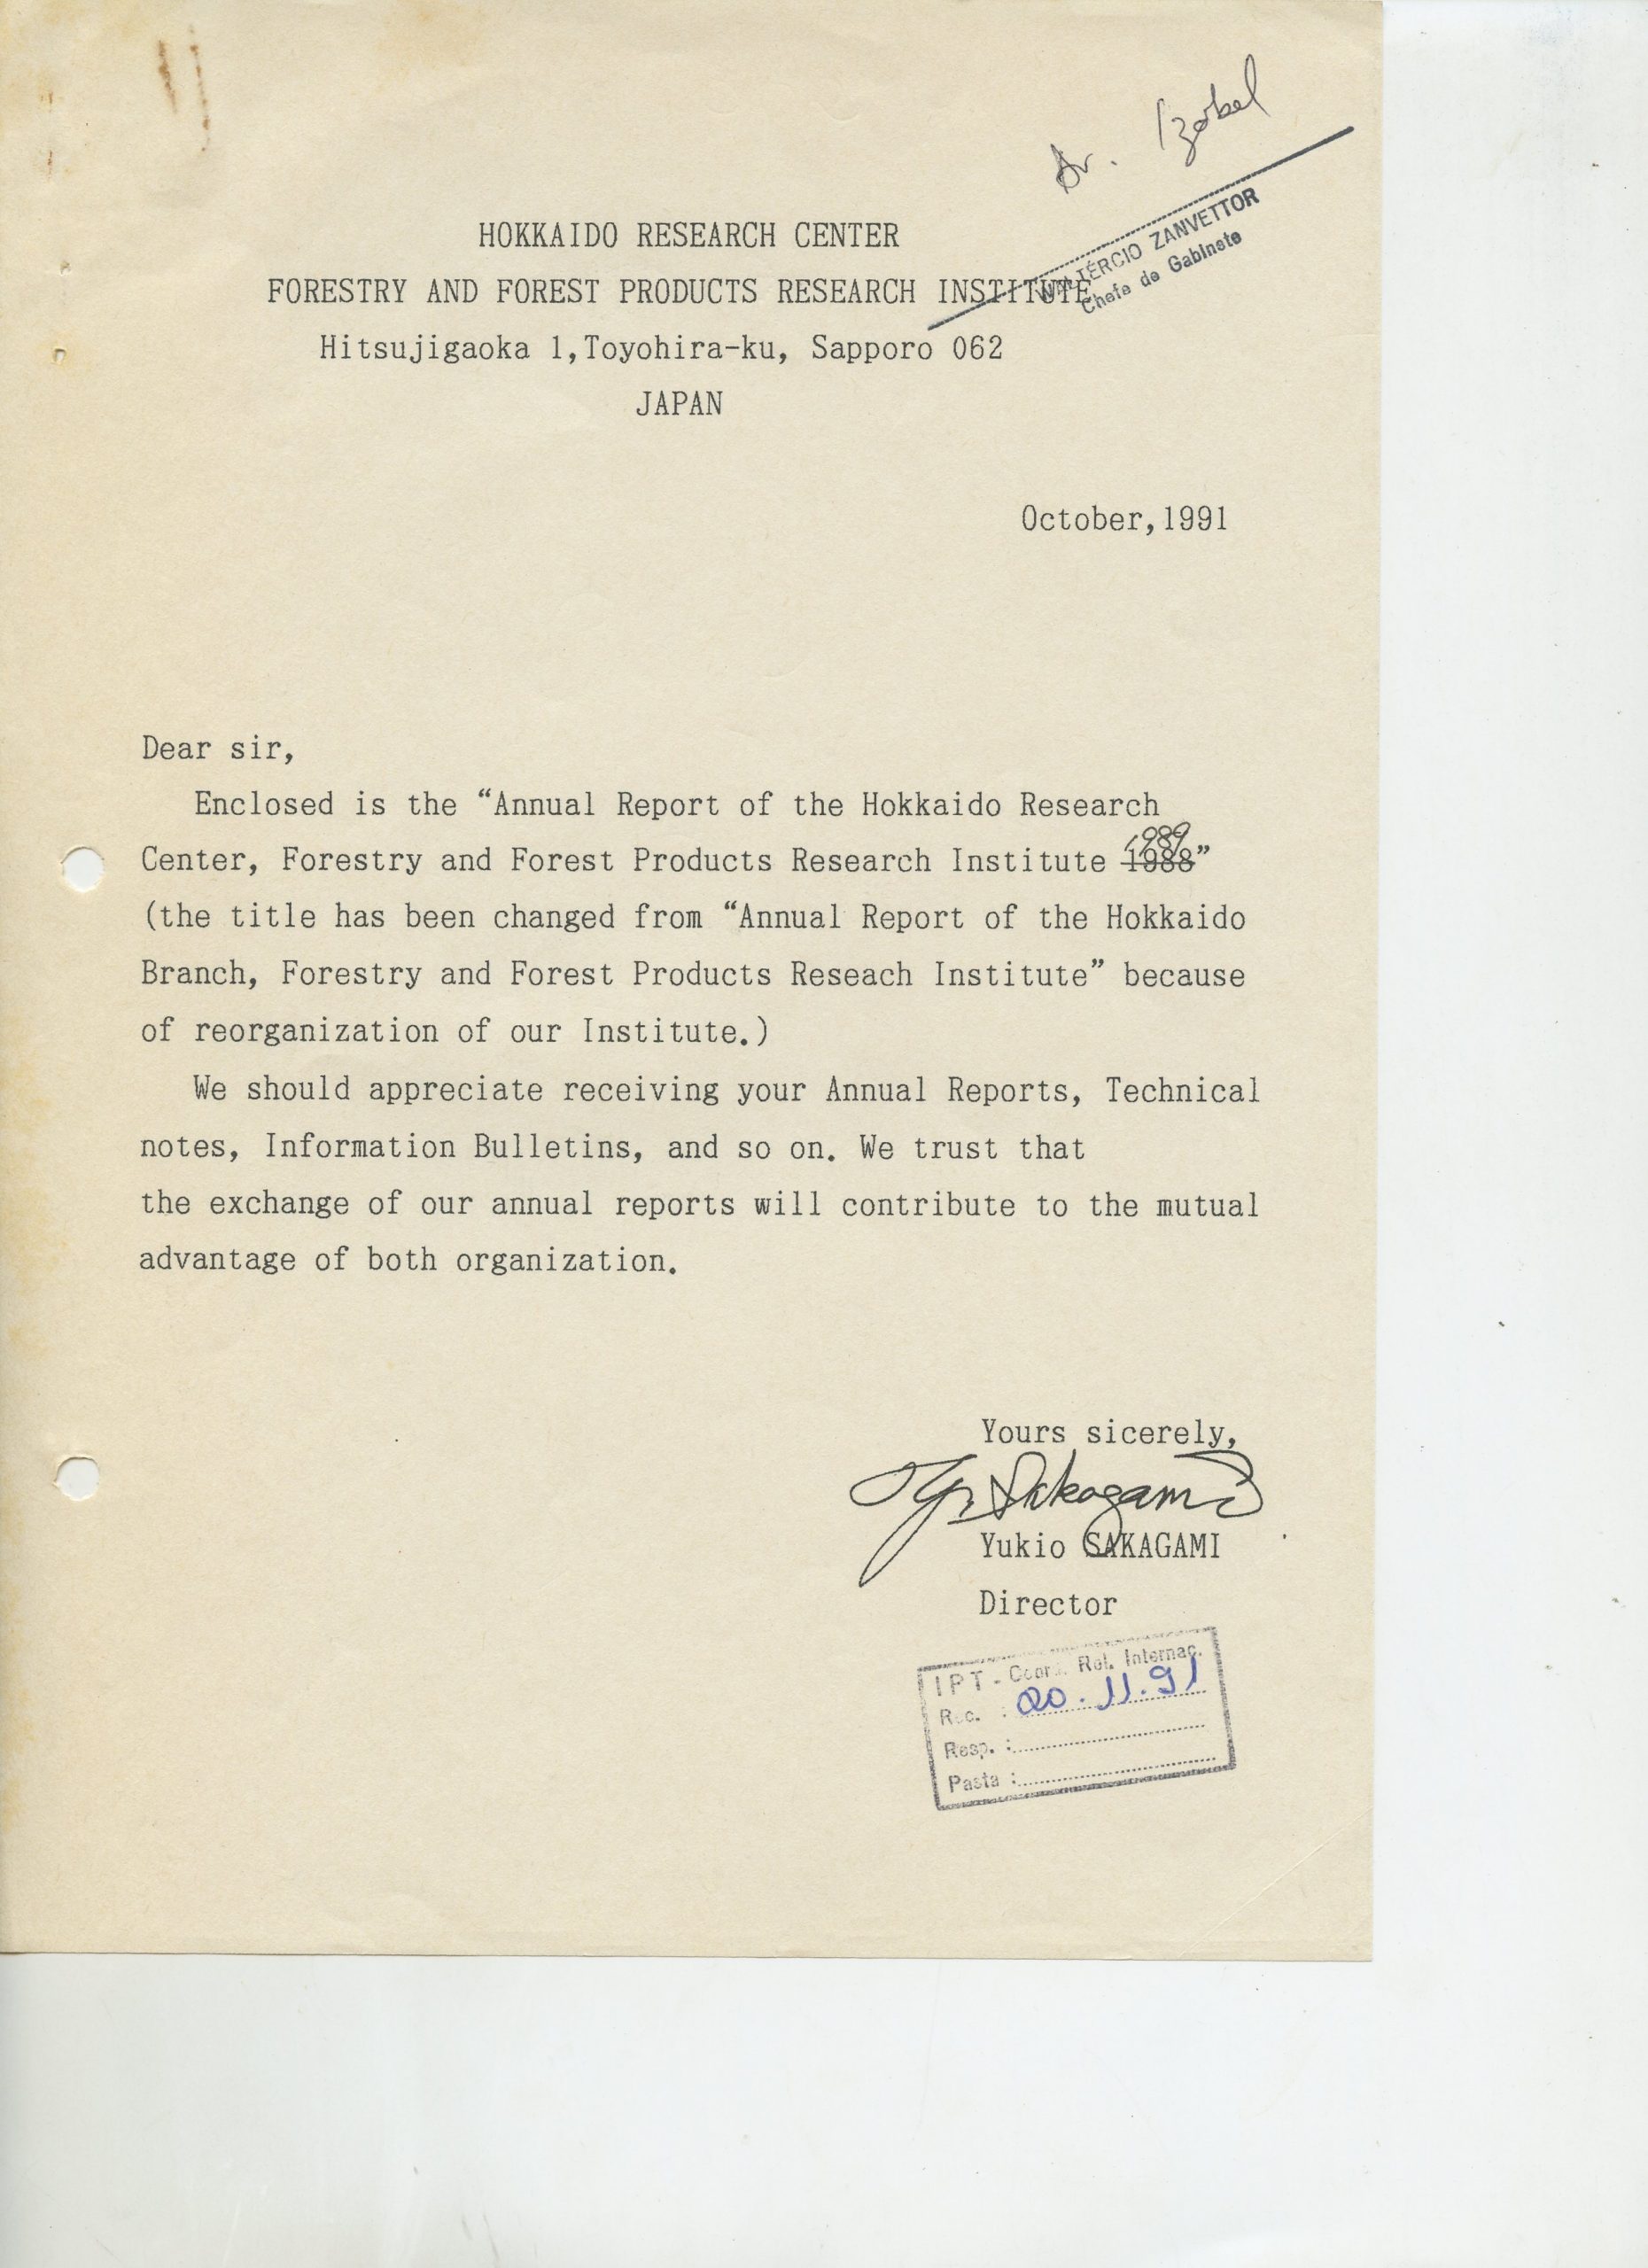 Izabel
HOKKAIDO RESEARCH CENTER
FORESTRY AND FOREST PRODUCTS RESEARCH INSTITUTE
ZANVETTOR
Chefe de Gabinete
Hitsujigaoka 1,Toyohira-ku, Sapporo 062
JAPAN
October,1991
Dear sir,
Enclosed is the “Annual Report of the Hokkaido Research
1989
Center, Forestry and Forest Products Research Institute 1988”
(the title has been changed from “Annual Report of the Hokkaido
Branch, Forestry and Forest Products Reseach Institute” because
of reorganization of our Institute.)
We should appreciate receiving your Annual Reports, Technical
notes, Information Bulletins, and so on. We trust that
the exchange of our annual reports will contribute to the mutual
advantage of both organization.
Yours sicerely,
Yukio SAKAGAMI
Director
IPT - Coord. Rel. Internac.
Rec. : 20.11.91
Resp. :
Pasta :